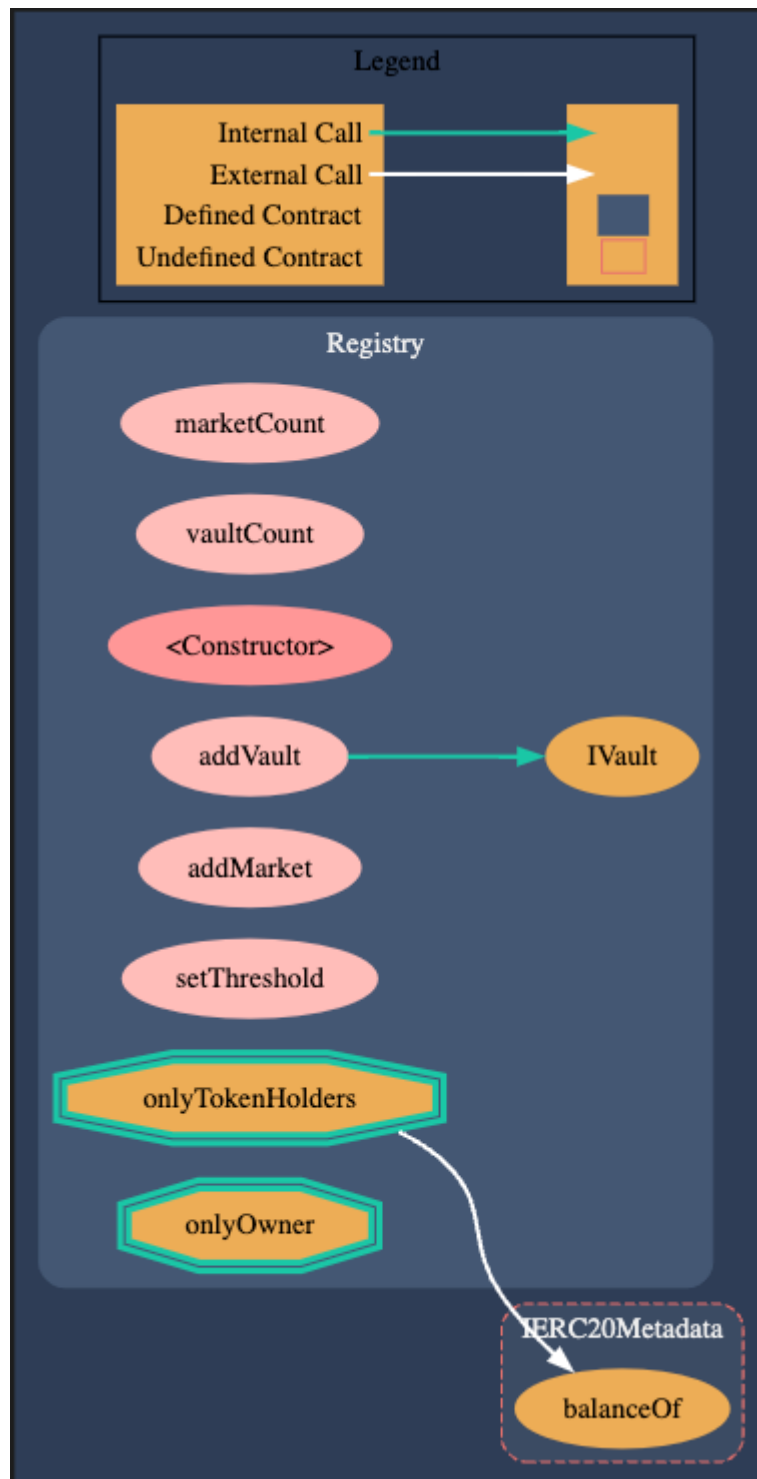 Legend
Internal Call
External Call
Defined Contract
Undefined Contract
Registry
marketCount
vaultCount
<Constructor>
addVault
IVault
addMarket
setThreshold
onlyTokenHolders
onlyOwner
IERC20Metadata
balanceOf